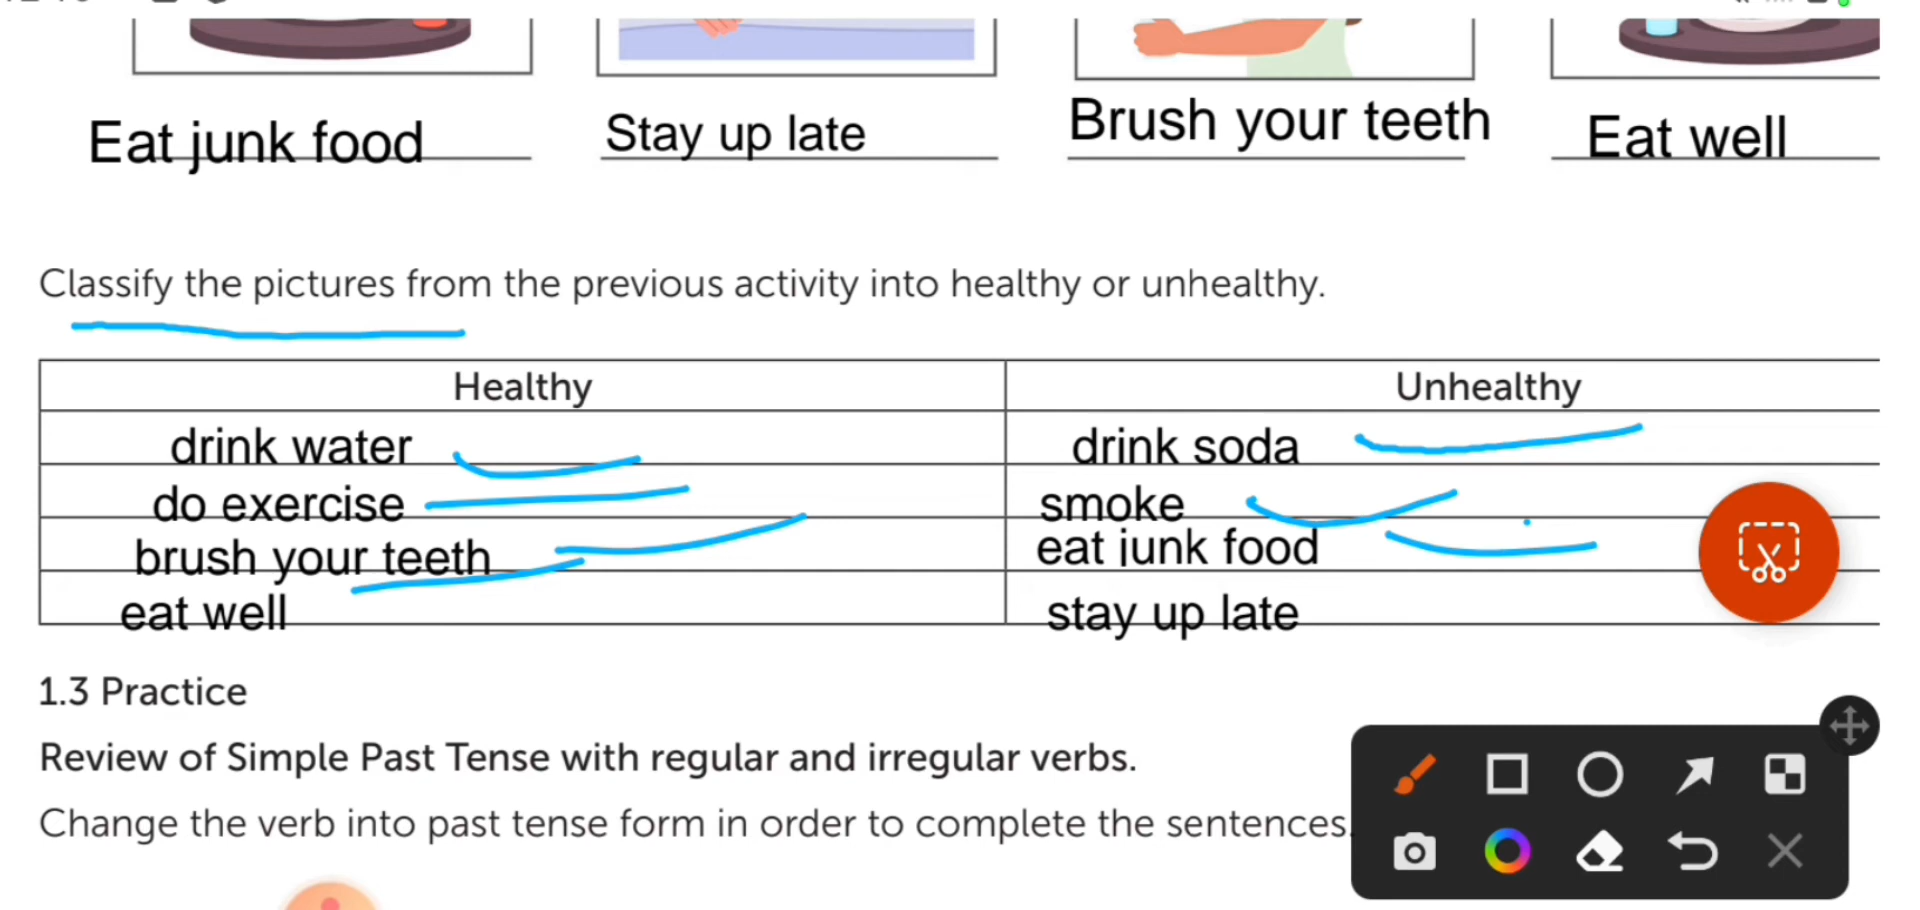 Eat junk food Stay up late Brush your teeth Eat well
Classify the pictures from the previous activity into healthy or unhealthy.
Healthy Unhealthy
drink water drink soda
do exercise smoke
brush your teeth eat junk food
eat well stay up late
1.3 Practice
Review of Simple Past Tense with regular and irregular verbs.
Change the verb into past tense form in order to complete the sentences.